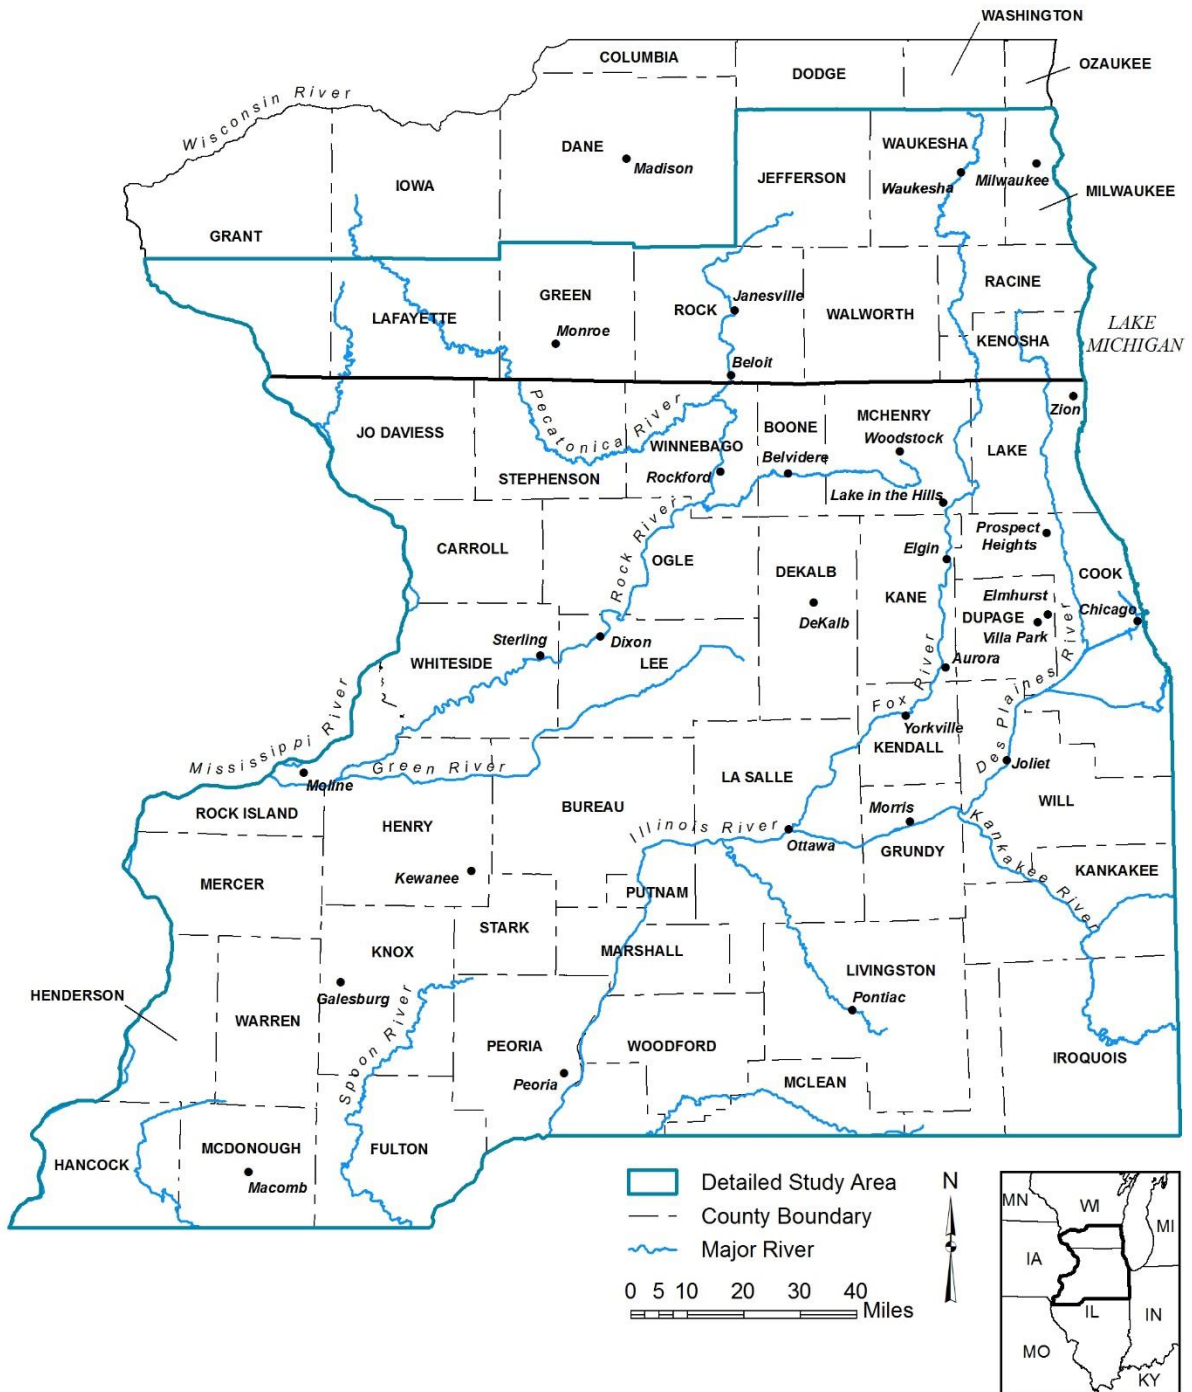 WASHINGTON
COLUMBIA
DODGE
OZAUKEE
Wisconsin River
DANE
Madison
WAUKESHA
Waukesha
Milwaukee
JEFFERSON
MILWAUKEE
IOWA
GRANT
RACINE
GREEN
ROCK
Janesville
WALWORTH
LAFAYETTE
Monroe
KENOSHA
LAKE
MICHIGAN
Beloit
Pecatonica River
Zion
JO DAVIESS
BOONE
MCHENRY
Woodstock
WINNEBAGO
Belvidere
LAKE
STEPHENSON
Rockford
Lake in the Hills
Rock River
CARROLL
OGLE
Elgin
Prospect
Heights
DEKALB
COOK
KANE
Elmhurst
DeKalb
DUPAGE
Chicago
Villa Park
Sterling
Dixon
WHITESIDE
LEE
Aurora
Fox River
Des Plaines River
Yorkville
Mississippi River
KENDALL
Green River
Joliet
Moline
LA SALLE
BUREAU
WILL
ROCK ISLAND
HENRY
Morris
Illinois River
Ottawa
GRUNDY
Kankakee River
KANKAKEE
MERCER
Kewanee
PUTNAM
STARK
KNOX
MARSHALL
LIVINGSTON
HENDERSON
Galesburg
Pontiac
WARREN
Spoon River
PEORIA
WOODFORD
IROQUOIS
Peoria
MCLEAN
HANCOCK
MCDONOUGH
FULTON
Macomb
Detailed Study Area
County Boundary
Major River
0 5 10 20 30 40
Miles
N
MN
WI
MI
IA
IL
IN
MO
KY